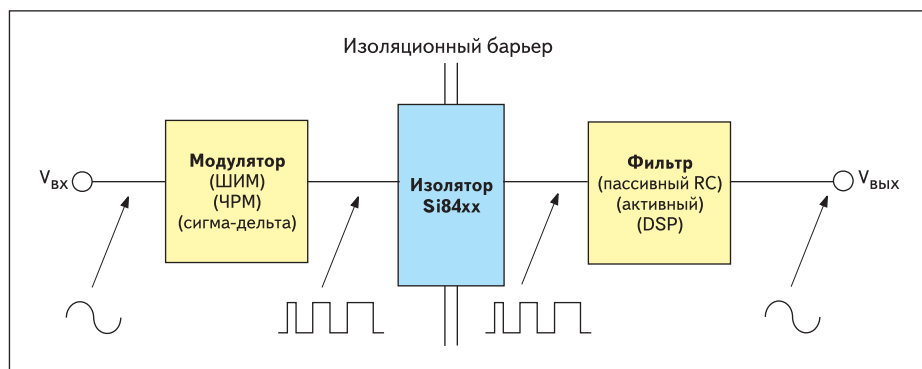 Изоляционный барьер
Vвх
Модулятор
(ШИМ)
(ЧРМ)
(сигма-дельта)
Изолятор
Si84xx
Фильтр
(пассивный RC)
(активный)
(DSP)
Vвых